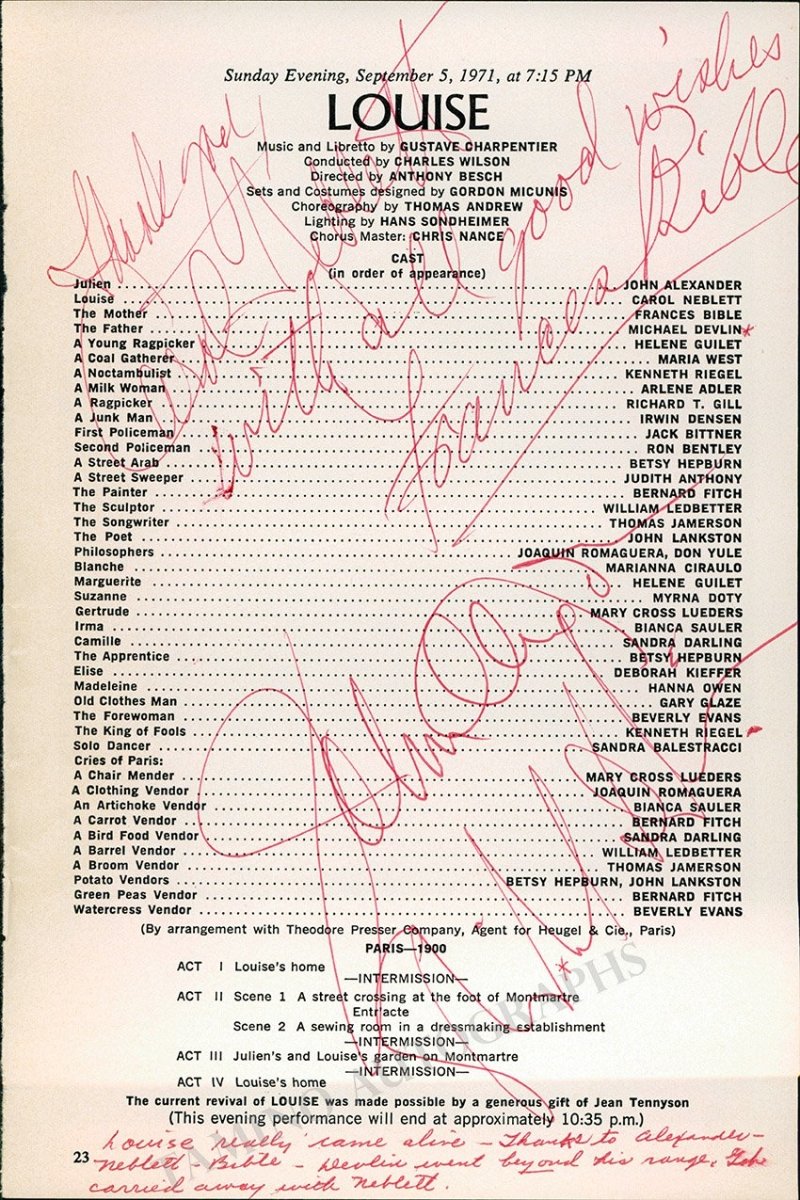 Sunday Evening, September 5, 1971, at 7:15 PM
LOUISE
Music and Libretto by GUSTAVE CHARPENTIER
Conducted by CHARLES WILSON
Directed by ANTHONY BESCH
Sets and Costumes designed by GORDON MICUNIS
Choreography by THOMAS ANDREW
Lighting by HANS SONDHEIMER
Chorus Master: CHRIS NANCE
Thank you
Carol Neblett
with all good wishes
Frances Bible
CAST
(in order of appearance)
Julien ........ JOHN ALEXANDER
Louise ........ CAROL NEBLETT
The Mother ........ FRANCES BIBLE
The Father ........ MICHAEL DEVLIN*
A Young Ragpicker ........ HELENE GUILET
A Coal Gatherer ........ MARIA WEST
A Noctambulist ........ KENNETH RIEGEL
A Milk Woman ........ ARLENE ADLER
A Ragpicker ........ RICHARD T. GILL
A Junk Man ........ IRWIN DENSEN
First Policeman ........ JACK BITTNER
Second Policeman ........ RON BENTLEY
A Street Arab ........ BETSY HEPBURN
A Street Sweeper ........ JUDITH ANTHONY
The Painter ........ BERNARD FITCH
The Sculptor ........ WILLIAM LEDBETTER
The Songwriter ........ THOMAS JAMERSON
The Poet ........ JOHN LANKSTON
Philosophers ........ JOAQUIN ROMAGUERA, DON YULE
Blanche ........ MARIANNA CIRAULO
Marguerite ........ HELENE GUILET
Suzanne ........ MYRNA DOTY
Gertrude ........ MARY CROSS LUEDERS
Irma ........ BIANCA SAULER
Camille ........ SANDRA DARLING
The Apprentice ........ BETSY HEPBURN
Elise ........ DEBORAH KIEFFER
Madeleine ........ HANNA OWEN
Old Clothes Man ........ GARY GLAZE
The Forewoman ........ BEVERLY EVANS
The King of Fools ........ KENNETH RIEGEL
Solo Dancer ........ SANDRA BALESTRACCI
Cries of Paris:
A Chair Mender ........ MARY CROSS LUEDERS
A Clothing Vendor ........ JOAQUIN ROMAGUERA
An Artichoke Vendor ........ BIANCA SAULER
A Carrot Vendor ........ BERNARD FITCH
A Bird Food Vendor ........ SANDRA DARLING
A Barrel Vendor ........ WILLIAM LEDBETTER
A Broom Vendor ........ THOMAS JAMERSON
Potato Vendors ........ BETSY HEPBURN, JOHN LANKSTON
Green Peas Vendor ........ BERNARD FITCH
Watercress Vendor ........ BEVERLY EVANS
John Alexander
(By arrangement with Theodore Presser Company, Agent for Heugel & Cie., Paris)
PARIS—1900
ACT I Louise's home
—INTERMISSION—
ACT II Scene 1 A street crossing at the foot of Montmartre
Entr'acte
Scene 2 A sewing room in a dressmaking establishment
—INTERMISSION—
ACT III Julien's and Louise's garden on Montmartre
—INTERMISSION—
ACT IV Louise's home
The current revival of LOUISE was made possible by a generous gift of Jean Tennyson
(This evening performance will end at approximately 10:35 p.m.)
Louise really came alive - Thanks to Alexander-
Neblett & Bible - Devlin went beyond his range,
carried away with Neblett.
23
TAMINO AUTOGRAPHS